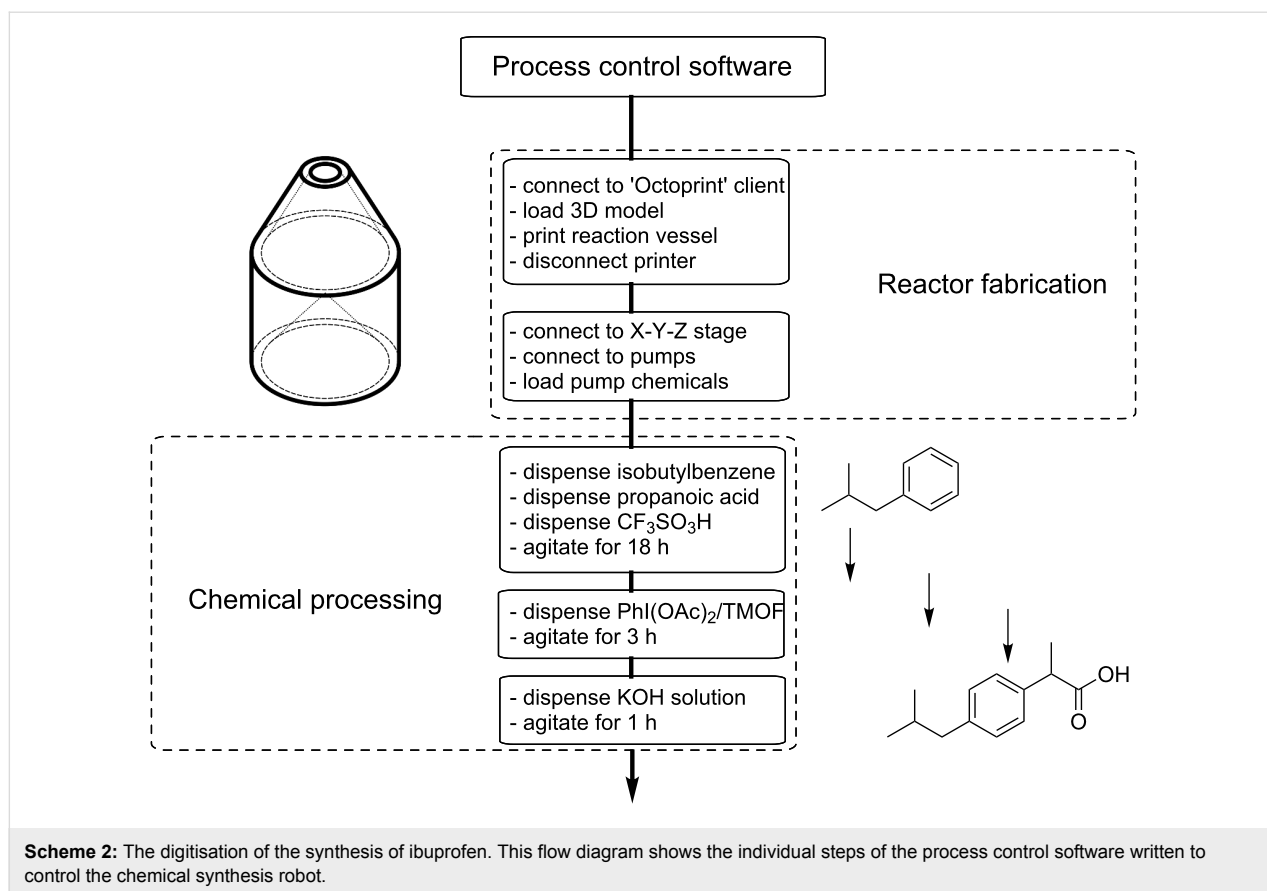 Process control software
- connect to 'Octoprint' client
- load 3D model
- print reaction vessel
- disconnect printer
Reactor fabrication
- connect to X-Y-Z stage
- connect to pumps
- load pump chemicals
- dispense isobutylbenzene
- dispense propanoic acid
- dispense CF₃SO₃H
- agitate for 18 h
Chemical processing
- dispense PhI(OAc)₂/TMOF
- agitate for 3 h
- dispense KOH solution
- agitate for 1 h
OH
O
Scheme 2: The digitisation of the synthesis of ibuprofen. This flow diagram shows the individual steps of the process control software written to
control the chemical synthesis robot.